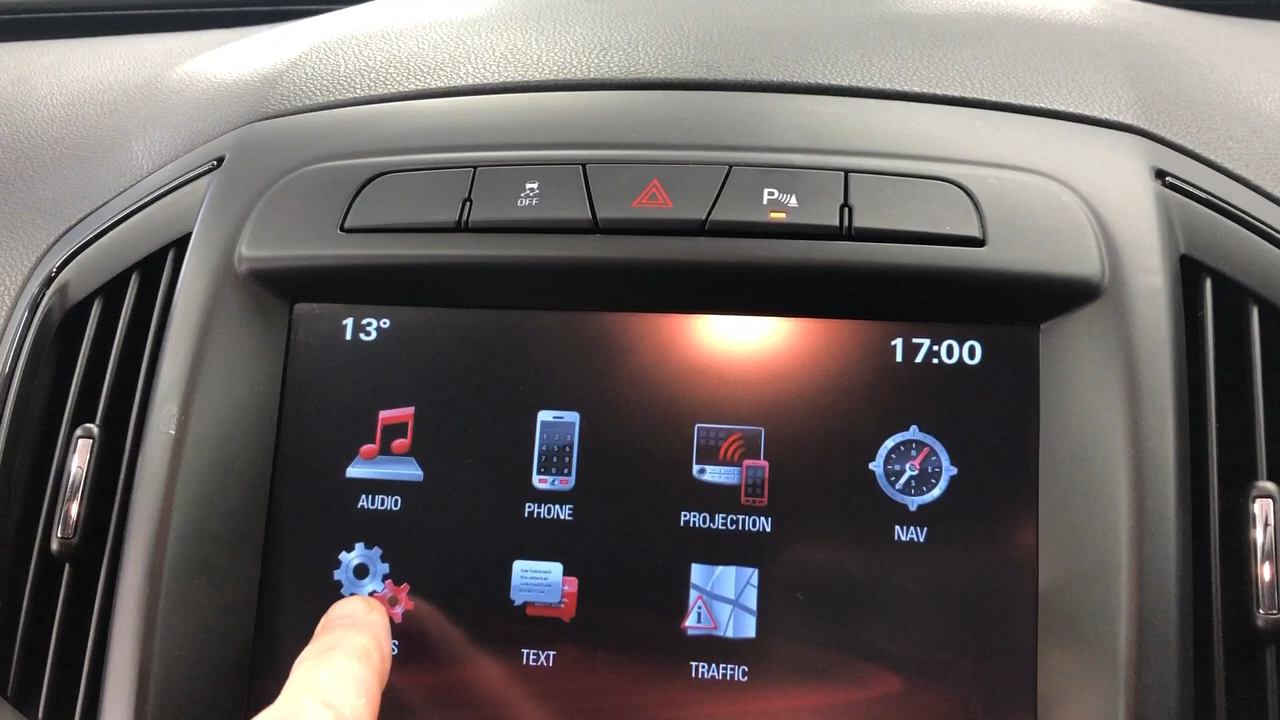 OFF
P
13°
17:00
AUDIO
PHONE
PROJECTION
NAV
S
TEXT
TRAFFIC